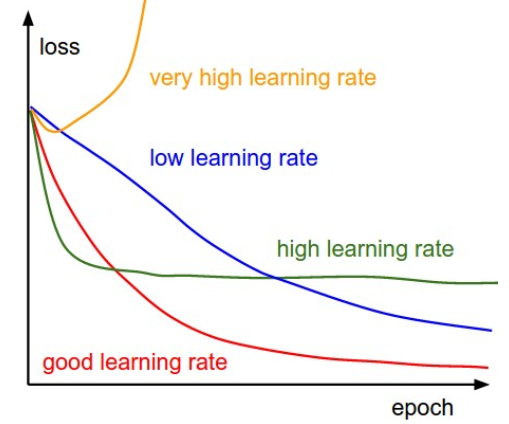 loss
very high learning rate
low learning rate
high learning rate
good learning rate
epoch